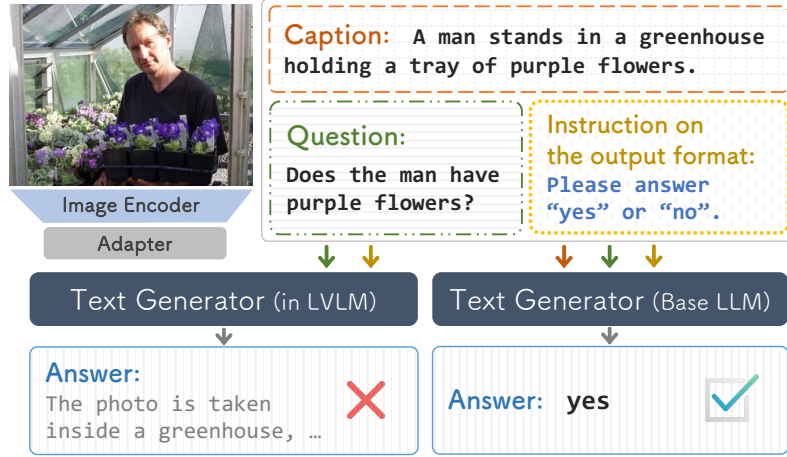 Caption: A man stands in a greenhouse
holding a tray of purple flowers.
Question:
Does the man have
purple flowers?
Instruction on
the output format:
Please answer
“yes” or “no”.
Image Encoder
Adapter
Text Generator (in LVLM)
Text Generator (Base LLM)
Answer:
The photo is taken
inside a greenhouse, …
Answer: yes